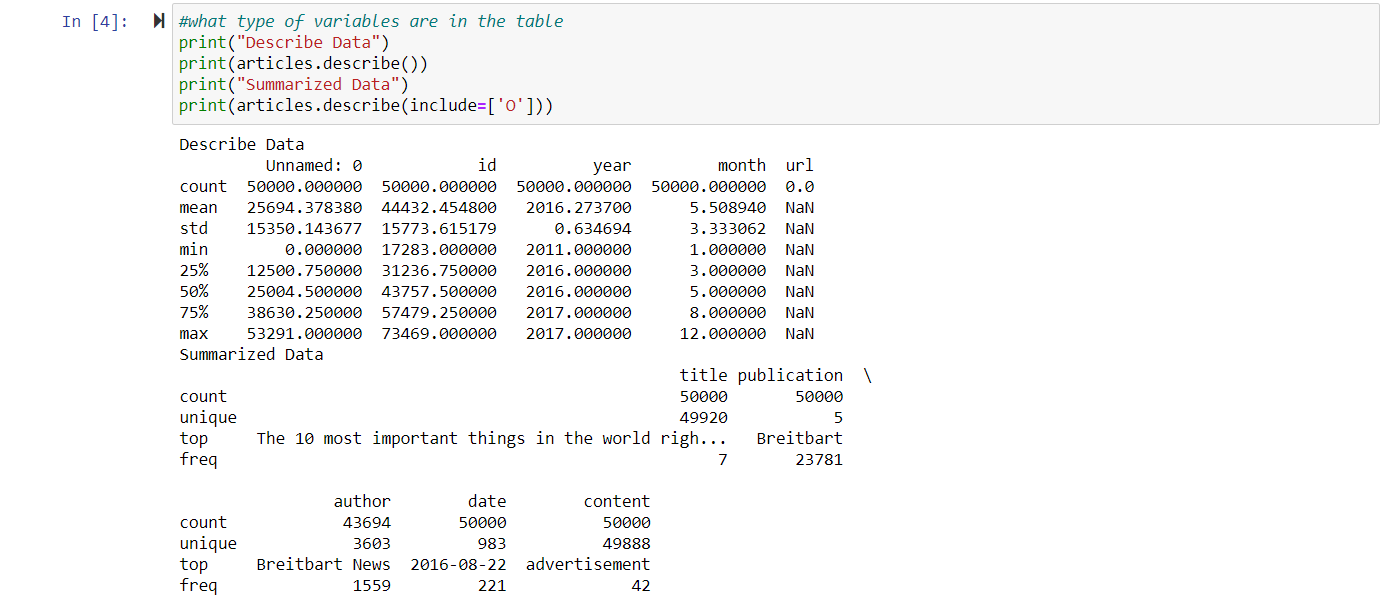 In [4]:
#what type of variables are in the table
print("Describe Data")
print(articles.describe())
print("Summarized Data")
print(articles.describe(include=['O']))
Describe Data
         Unnamed: 0            id          year         month  url
count  50000.000000  50000.000000  50000.000000  50000.000000  0.0
mean   25694.378380  44432.454800   2016.273700      5.508940  NaN
std    15350.143677  15773.615179      0.634694      3.333062  NaN
min        0.000000  17283.000000   2011.000000      1.000000  NaN
25%    12500.750000  31236.750000   2016.000000      3.000000  NaN
50%    25004.500000  43757.500000   2016.000000      5.000000  NaN
75%    38630.250000  57479.250000   2017.000000      8.000000  NaN
max    53291.000000  73469.000000   2017.000000     12.000000  NaN
Summarized Data
                                                    title publication  \
count                                               50000       50000
unique                                              49920           5
top     The 10 most important things in the world righ...   Breitbart
freq                                                    7       23781
                author        date        content
count            43694       50000          50000
unique            3603         983          49888
top     Breitbart News  2016-08-22  advertisement
freq              1559         221             42